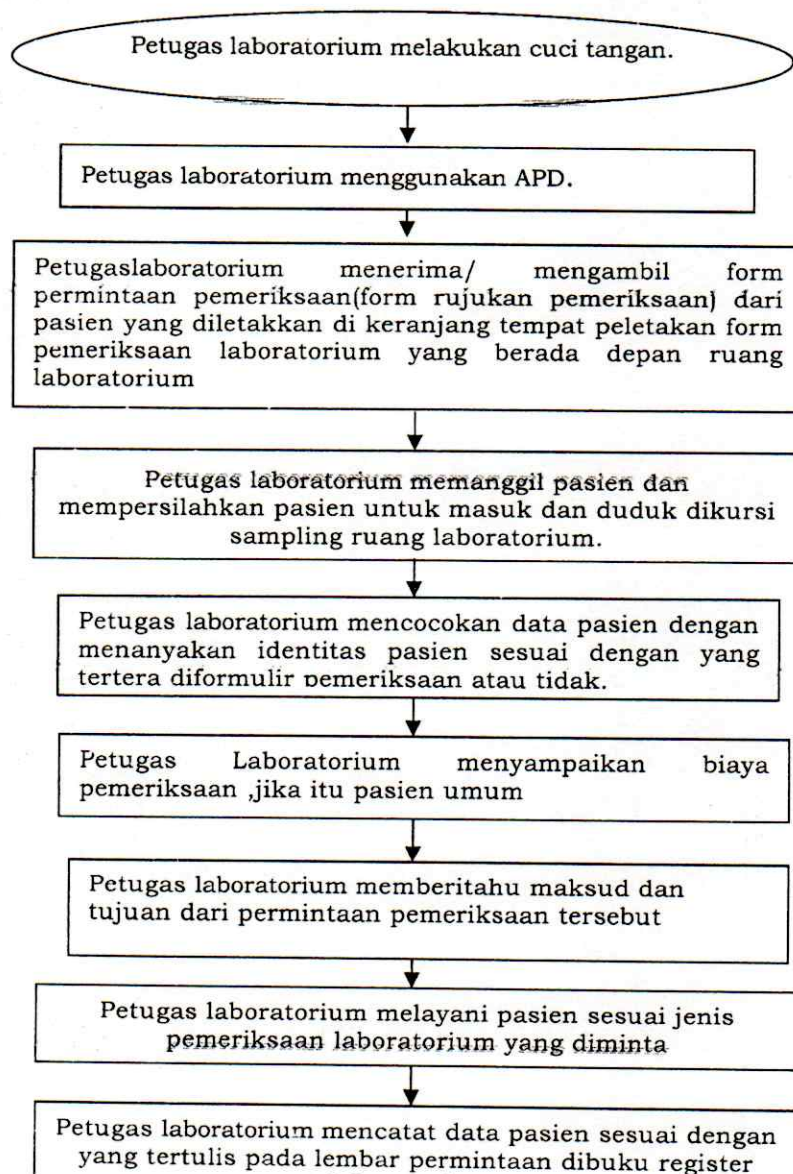 Petugas laboratorium melakukan cuci tangan.
Petugas laboratorium menggunakan APD.
Petugaslaboratorium menerima/ mengambil form
permintaan pemeriksaan(form rujukan pemeriksaan) dari
pasien yang diletakkan di keranjang tempat peletakan form
pemeriksaan laboratorium yang berada depan ruang
laboratorium
Petugas laboratorium memanggil pasien dan
mempersilahkan pasien untuk masuk dan duduk dikursi
sampling ruang laboratorium.
Petugas laboratorium mencocokan data pasien dengan
menanyakan identitas pasien sesuai dengan yang
tertera diformulir pemeriksaan atau tidak.
Petugas Laboratorium menyampaikan biaya
pemeriksaan ,jika itu pasien umum
Petugas laboratorium memberitahu maksud dan
tujuan dari permintaan pemeriksaan tersebut
Petugas laboratorium melayani pasien sesuai jenis
pemeriksaan laboratorium yang diminta
Petugas laboratorium mencatat data pasien sesuai dengan
yang tertulis pada lembar permintaan dibuku register